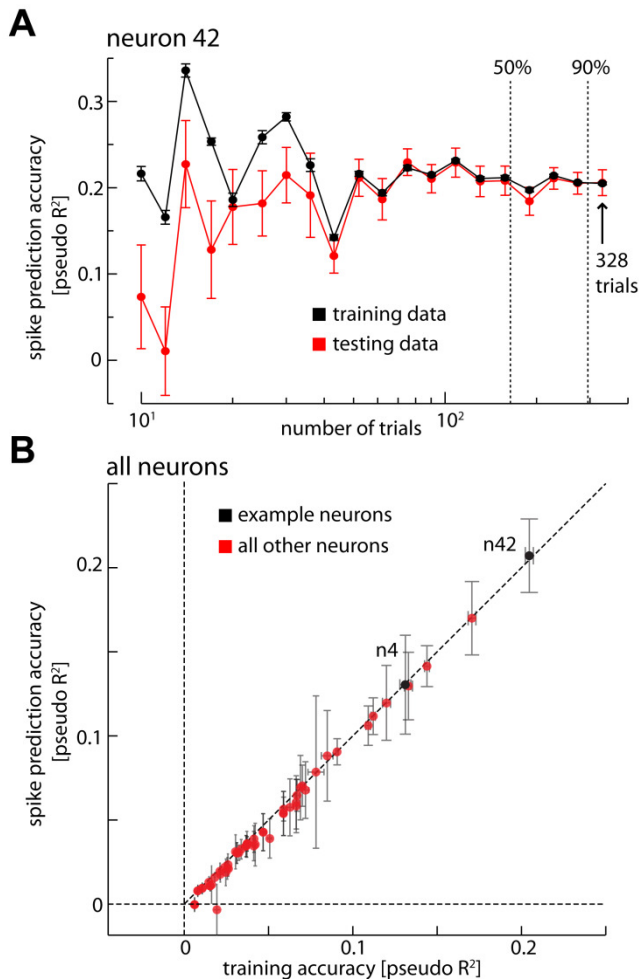 A
neuron 42
50%
90%
0.3
0.2
0.1
0
spike prediction accuracy
[pseudo R²]
328
trials
training data
testing data
10¹
10²
number of trials
B
all neurons
example neurons
all other neurons
n42
n4
0.2
0.1
0
spike prediction accuracy
[pseudo R²]
0
0.1
0.2
training accuracy [pseudo R²]